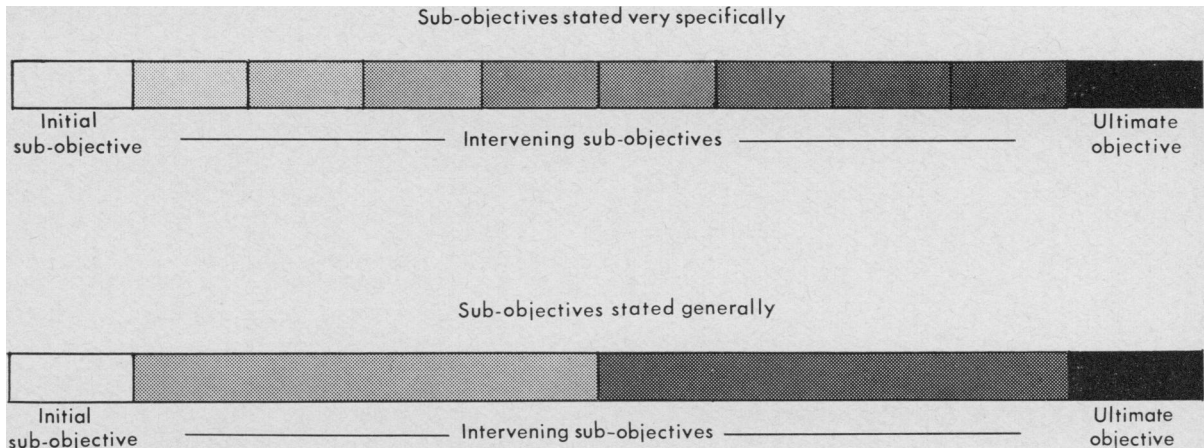 Sub-objectives stated very specifically
Initial
sub-objective
Intervening sub-objectives
Ultimate
objective
Sub-objectives stated generally
Initial
sub-objective
Intervening sub-objectives
Ultimate
objective